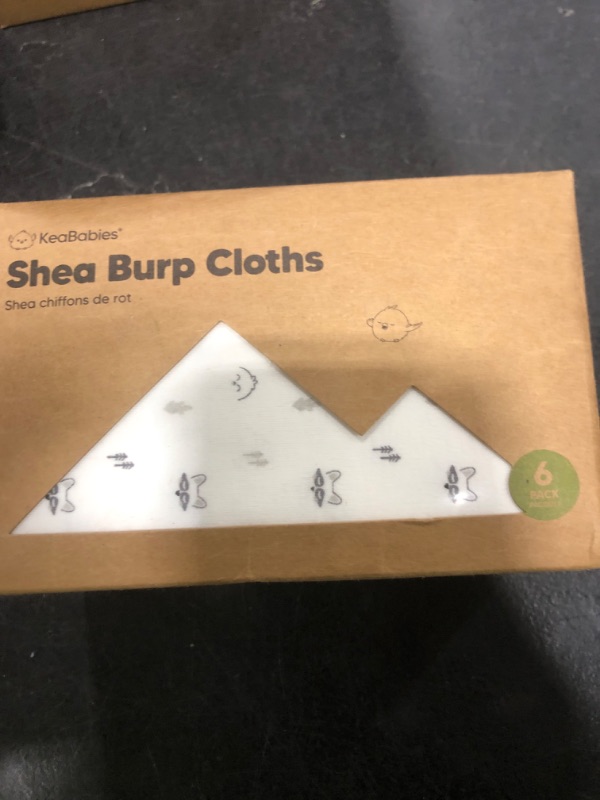 KeaBabies®
Shea Burp Cloths
Shea chiffons de rot
6
PACK